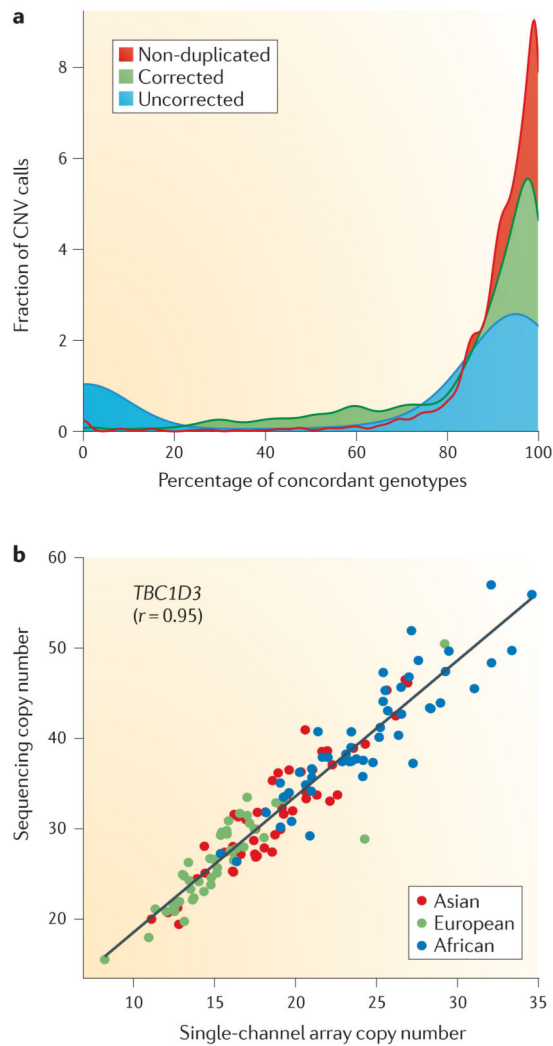 a
8
6
4
2
0
Fraction of CNV calls
Non-duplicated
Corrected
Uncorrected
0 20 40 60 80 100
Percentage of concordant genotypes
b
60
50
40
30
20
Sequencing copy number
TBC1D3
(r = 0.95)
Asian
European
African
10 15 20 25 30 35
Single-channel array copy number